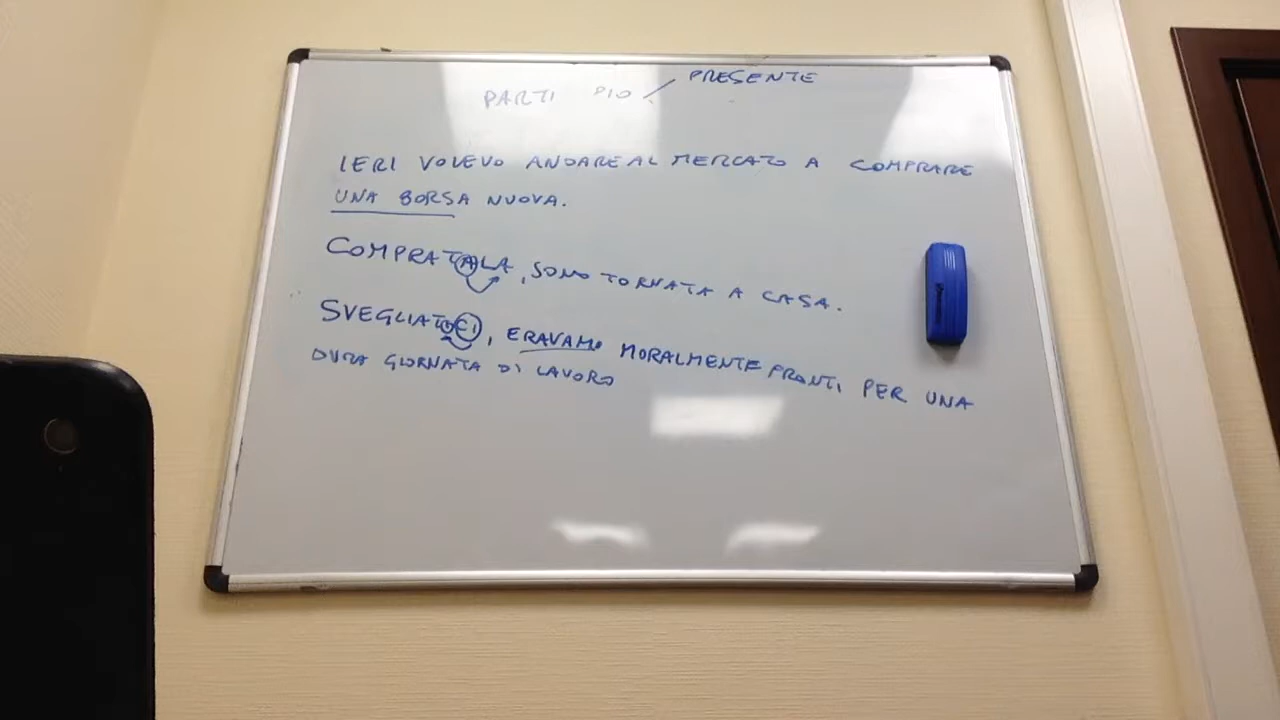 PRESENTE
PARTI PIO
IERI VOLEVO ANDARE AL MERCATO A COMPRARE
UNA BORSA NUOVA.
COMPRATALA, SONO TORNATA A CASA.
SVEGLIATOCI, ERAVAMO MORALMENTE PRONTI PER UNA
DURA GIORNATA DI LAVORO